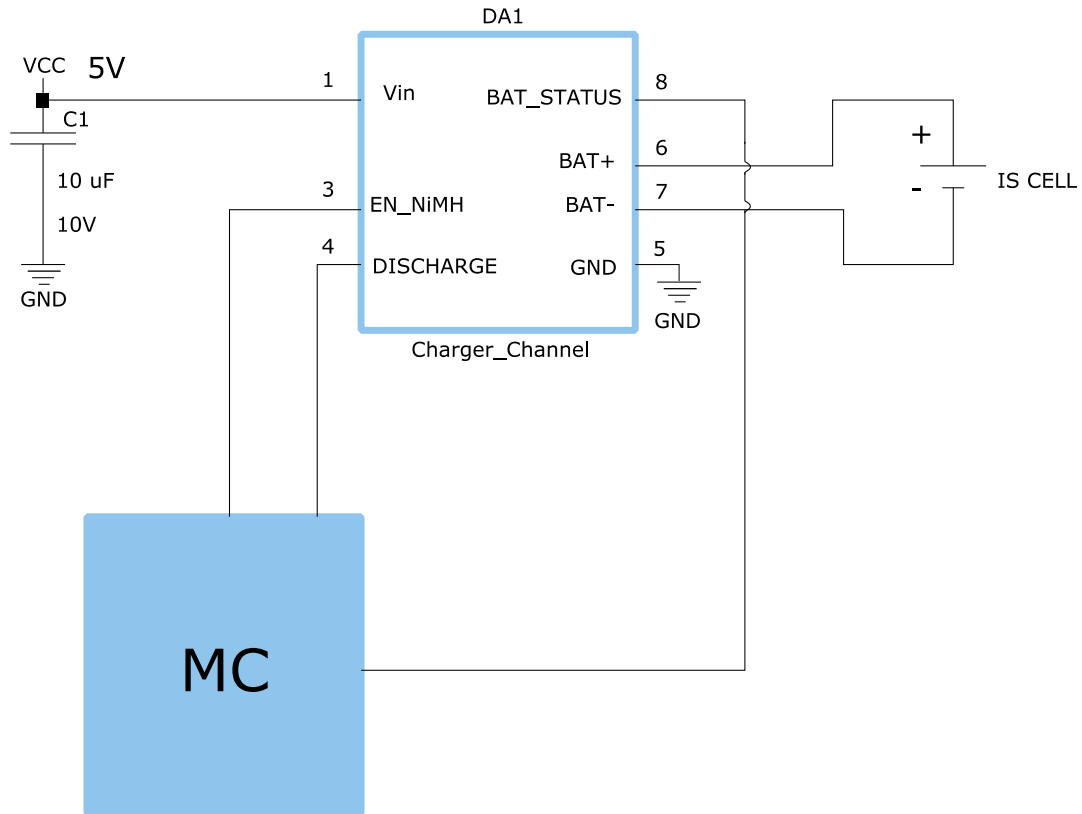 DA1
VCC 5V
1
Vin
BAT_STATUS
8
C1
+
6
BAT+
10 uF
3
EN_NiMH
BAT-
7
-
IS CELL
10V
4
DISCHARGE
GND
5
GND
GND
Charger_Channel
MC